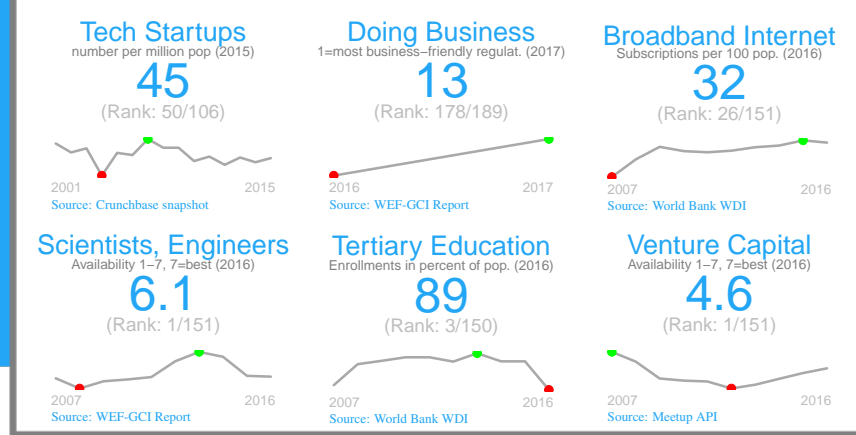 Tech Startups
number per million pop (2015)
45
(Rank: 50/106)
2001 2015
Source: Crunchbase snapshot
Doing Business
1=most business−friendly regulat. (2017)
13
(Rank: 178/189)
2016 2017
Source: WEF-GCI Report
Broadband Internet
Subscriptions per 100 pop. (2016)
32
(Rank: 26/151)
2007 2016
Source: World Bank WDI
Scientists, Engineers
Availability 1−7, 7=best (2016)
6.1
(Rank: 1/151)
2007 2016
Source: WEF-GCI Report
Tertiary Education
Enrollments in percent of pop. (2016)
89
(Rank: 3/150)
2007 2016
Source: World Bank WDI
Venture Capital
Availability 1−7, 7=best (2016)
4.6
(Rank: 1/151)
2007 2016
Source: Meetup API